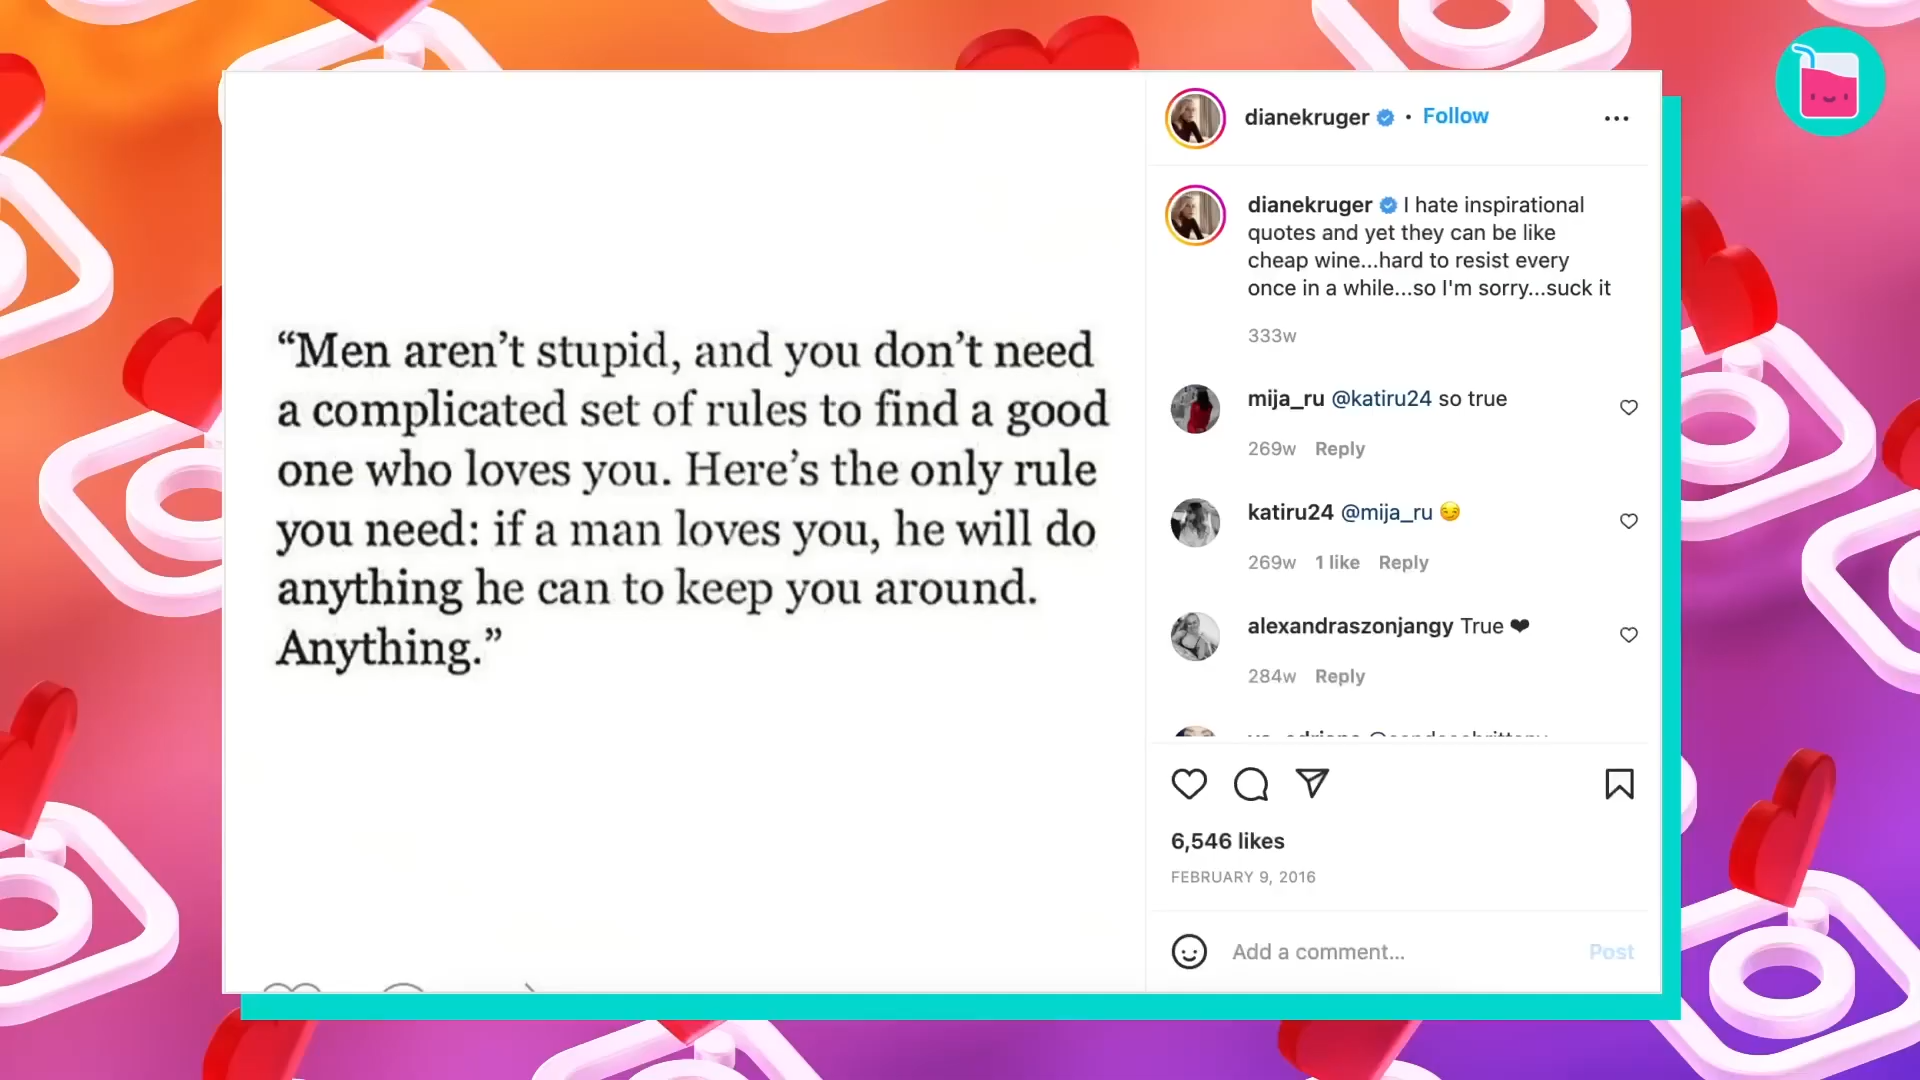 “Men aren’t stupid, and you don’t need
a complicated set of rules to find a good
one who loves you. Here’s the only rule
you need: if a man loves you, he will do
anything he can to keep you around.
Anything.”
dianekruger • Follow
dianekruger I hate inspirational
quotes and yet they can be like
cheap wine...hard to resist every
once in a while...so I'm sorry...suck it
333w
mija_ru @katiru24 so true
269w Reply
katiru24 @mija_ru 😏
269w 1 like Reply
alexandraszonjangy True ❤
284w Reply
6,546 likes
FEBRUARY 9, 2016
Add a comment... Post